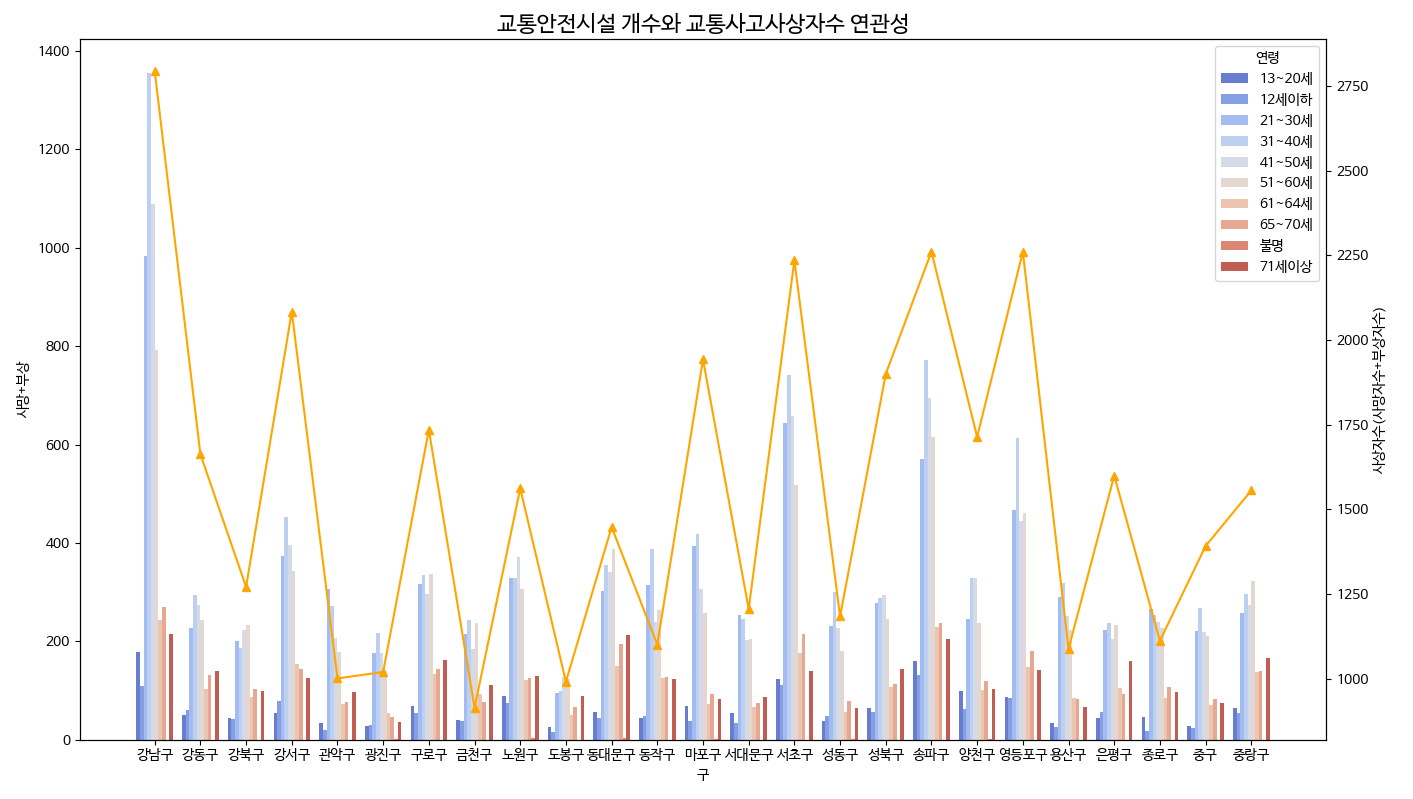 교통안전시설 개수와 교통사고사상자수 연관성
1400
1200
1000
800
600
400
200
0
사망+부상
2750
2500
2250
2000
1750
1500
1250
1000
사상자수(사망자수+부상자수)
연령
13~20세
12세이하
21~30세
31~40세
41~50세
51~60세
61~64세
65~70세
불명
71세이상
강남구 강동구 강북구 강서구 관악구 광진구 구로구 금천구 노원구 도봉구 동대문구 동작구 마포구 서대문구 서초구 성동구 성북구 송파구 양천구 영등포구 용산구 은평구 종로구 중구 중랑구
구